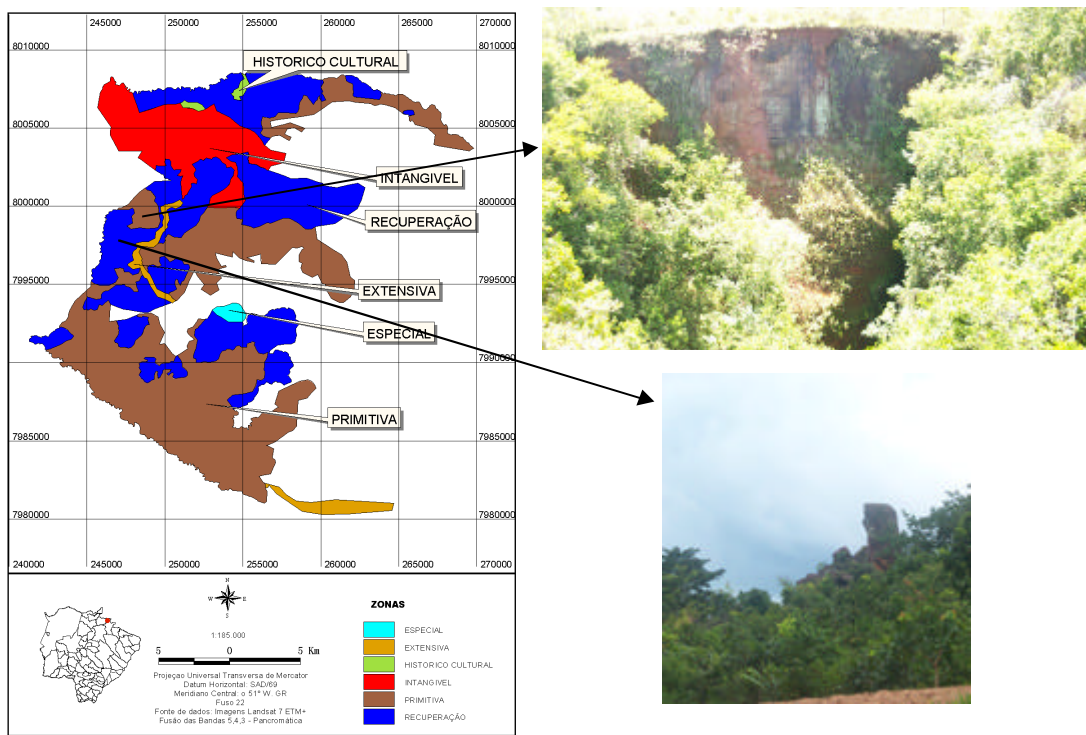 240000 245000 250000 255000 260000 265000 270000
8010000 8010000
HISTORICO CULTURAL
8005000 8005000
INTANGIVEL
8000000 8000000
RECUPERAÇÃO
7995000 7995000
EXTENSIVA
ESPECIAL
7990000 7990000
PRIMITIVA
7985000 7985000
7980000 7980000
240000 245000 250000 255000 260000 265000 270000
N
W E
S
1:185.000
5 0 5 Km
Projeçao Universal Transversa de Mercator
Datum Horizontal: SAD/69
Meridiano Central: o 51° W. GR
Fuso 22
Fonte de dados: Imagens Landsat 7 ETM+
Fusão das Bandas 5,4,3 - Pancromática
ZONAS
ESPECIAL
EXTENSIVA
HISTORICO CULTURAL
INTANGIVEL
PRIMITIVA
RECUPERAÇÃO